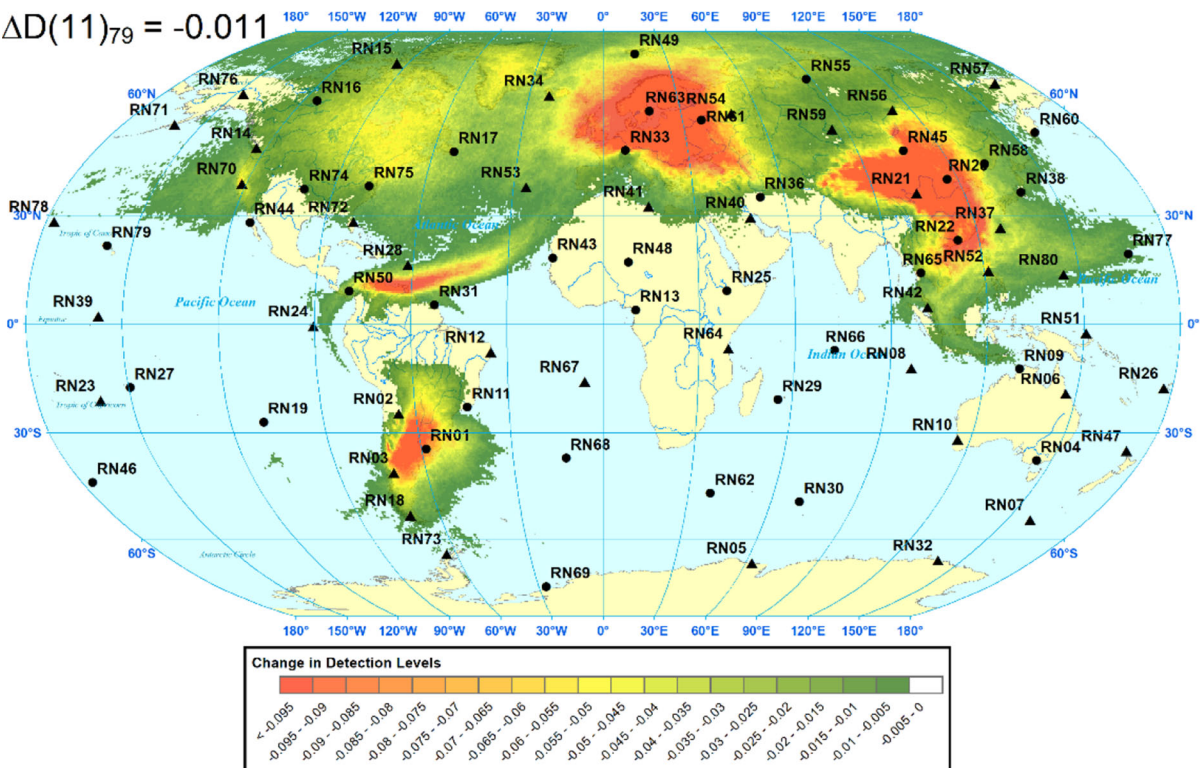 ΔD(11)79 = -0.011
180° 150°W 120°W 90°W 60°W 30°W 0° 30°E 60°E 90°E 120°E 150°E 180°
RN49
RN15
RN55
RN57
RN76
RN34
RN16
60°N
60°N
RN56
RN63
RN54
RN71
RN61
RN59
RN60
RN14
RN17
RN33
RN45
RN58
RN70
RN74
RN75
RN53
RN20
RN21
RN38
RN41
RN36
RN40
RN78
30°N
30°N
RN44
RN72
RN37
Atlantic Ocean
RN22
RN79
RN28
RN43
RN48
RN77
RN65
RN52
RN80
RN50
RN25
Pacific Ocean
RN39
Pacific Ocean
RN31
RN13
RN42
RN24
RN51
0°
0°
RN12
RN64
RN66
Indian Ocean
RN08
RN09
RN67
RN06
RN26
RN23
RN27
RN29
RN02
RN11
Tropic of Capricorn
RN19
30°S
30°S
RN01
RN10
RN47
RN04
RN68
RN03
RN46
RN62
RN30
RN18
RN07
RN73
RN05
RN32
60°S
60°S
Antarctic Circle
RN69
180° 150°W 120°W 90°W 60°W 30°W 0° 30°E 60°E 90°E 120°E 150°E 180°
Change in Detection Levels
< -0.095
-0.095 - -0.09
-0.09 - -0.085
-0.085 - -0.08
-0.08 - -0.075
-0.075 - -0.07
-0.07 - -0.065
-0.065 - -0.06
-0.06 - -0.055
-0.055 - -0.05
-0.05 - -0.045
-0.045 - -0.04
-0.04 - -0.035
-0.035 - -0.03
-0.03 - -0.025
-0.025 - -0.02
-0.02 - -0.015
-0.015 - -0.01
-0.01 - -0.005
-0.005 - 0